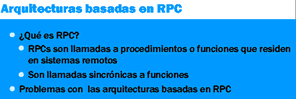 Arquitecturas basadas en RPC
¿Qué es RPC?
RPCs son llamadas a procedimientos o funciones que residen
en sistemas remotos
Son llamadas sincrónicas a funciones
Problemas con las arquitecturas basadas en RPC